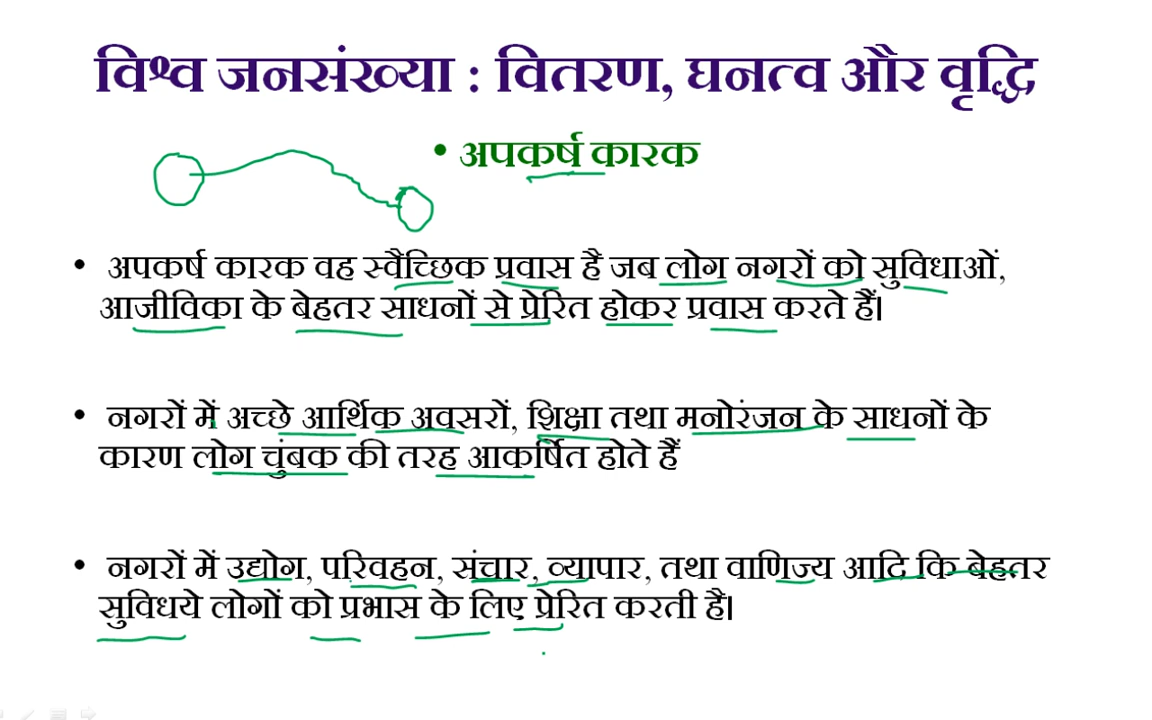 विश्व जनसंख्या : वितरण, घनत्व और वृद्धि
• अपकर्ष कारक
• अपकर्ष कारक वह स्वैच्छिक प्रवास है जब लोग नगरों को सुविधाओं,
आजीविका के बेहतर साधनों से प्रेरित होकर प्रवास करते हैं।
• नगरों में अच्छे आर्थिक अवसरों, शिक्षा तथा मनोरंजन के साधनों के
कारण लोग चुंबक की तरह आकर्षित होते हैं
• नगरों में उद्योग, परिवहन, संचार, व्यापार, तथा वाणिज्य आदि कि बेहतर
सुविधये लोगों को प्रभास के लिए प्रेरित करती है।